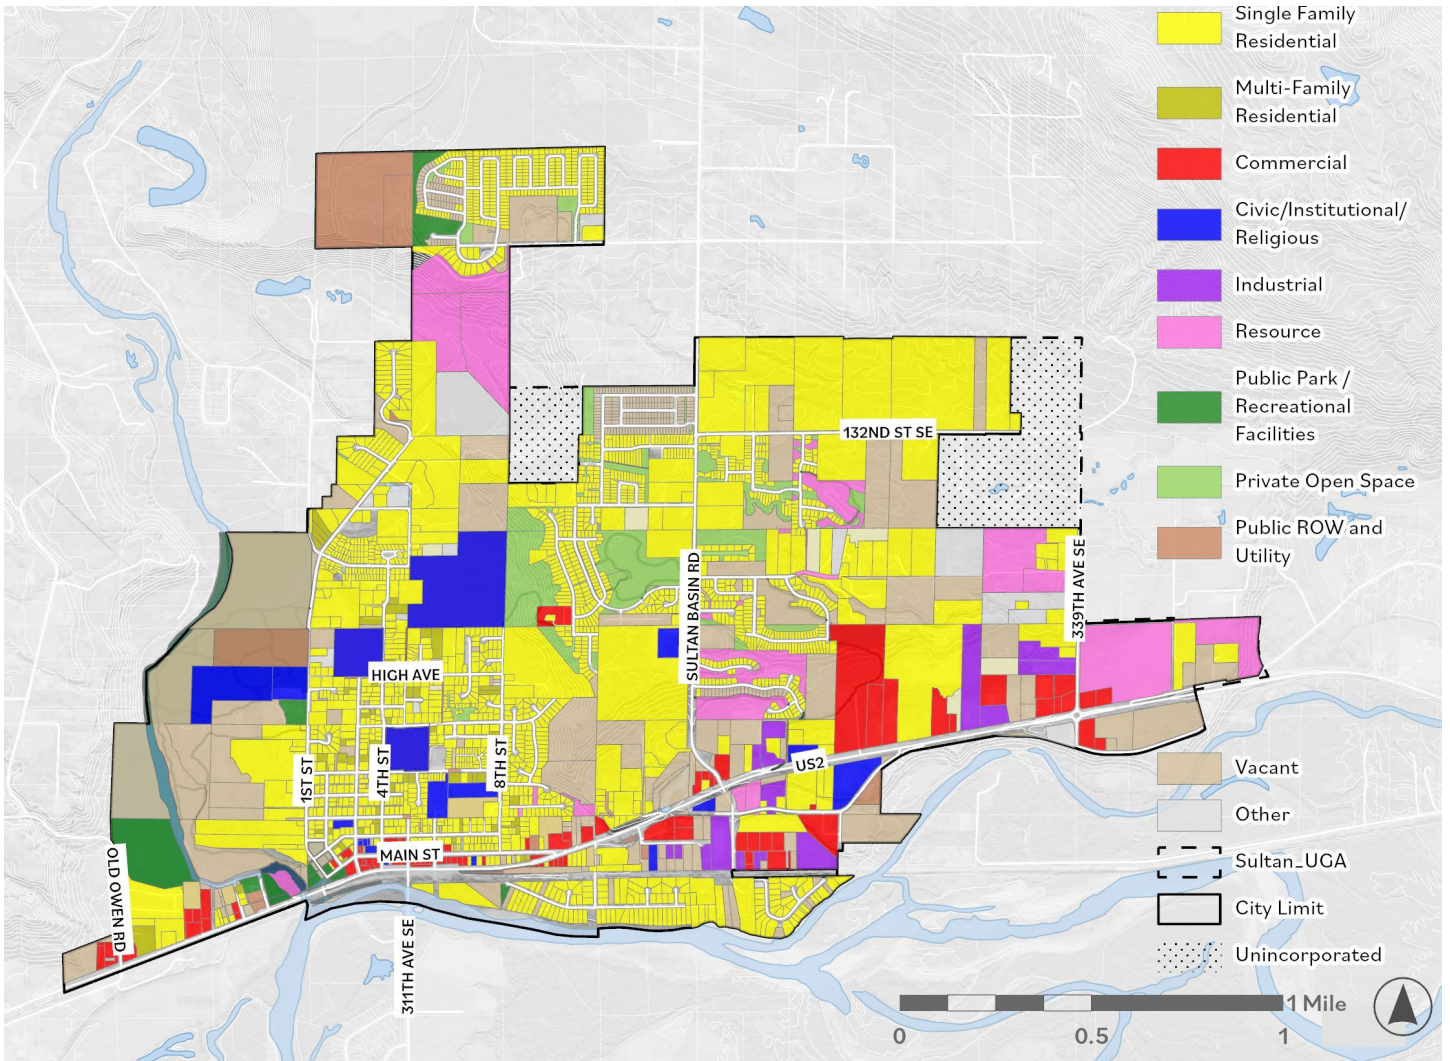 Single Family
Residential
Multi-Family
Residential
Commercial
Civic/Institutional/
Religious
Industrial
Resource
Public Park /
Recreational
Facilities
Private Open Space
Public ROW and
Utility
Vacant
Other
Sultan_UGA
City Limit
Unincorporated
132ND ST SE
SULTAN BASIN RD
339TH AVE SE
HIGH AVE
1ST ST
4TH ST
8TH ST
US2
MAIN ST
OLD OWEN RD
311TH AVE SE
1 Mile
0 0.5 1